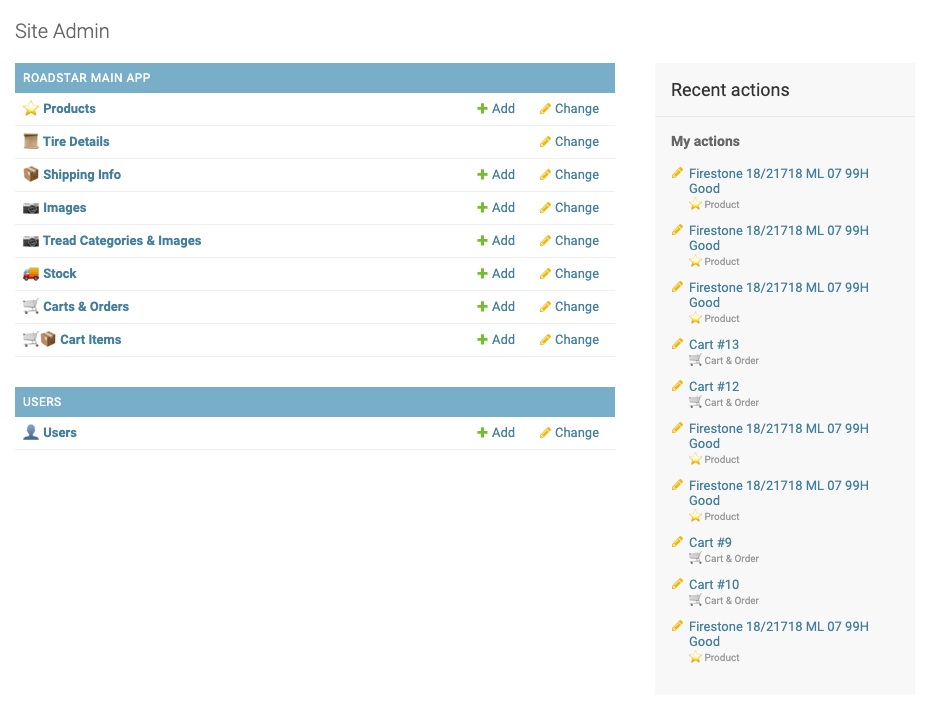 Site Admin
ROADSTAR MAIN APP
Products Add Change
Tire Details Change
Shipping Info Add Change
Images Add Change
Tread Categories & Images Add Change
Stock Add Change
Carts & Orders Add Change
Cart Items Add Change
USERS
Users Add Change
Recent actions
My actions
Firestone 18/21718 ML 07 99H
Good
Product
Firestone 18/21718 ML 07 99H
Good
Product
Firestone 18/21718 ML 07 99H
Good
Product
Cart #13
Cart & Order
Cart #12
Cart & Order
Firestone 18/21718 ML 07 99H
Good
Product
Firestone 18/21718 ML 07 99H
Good
Product
Cart #9
Cart & Order
Cart #10
Cart & Order
Firestone 18/21718 ML 07 99H
Good
Product